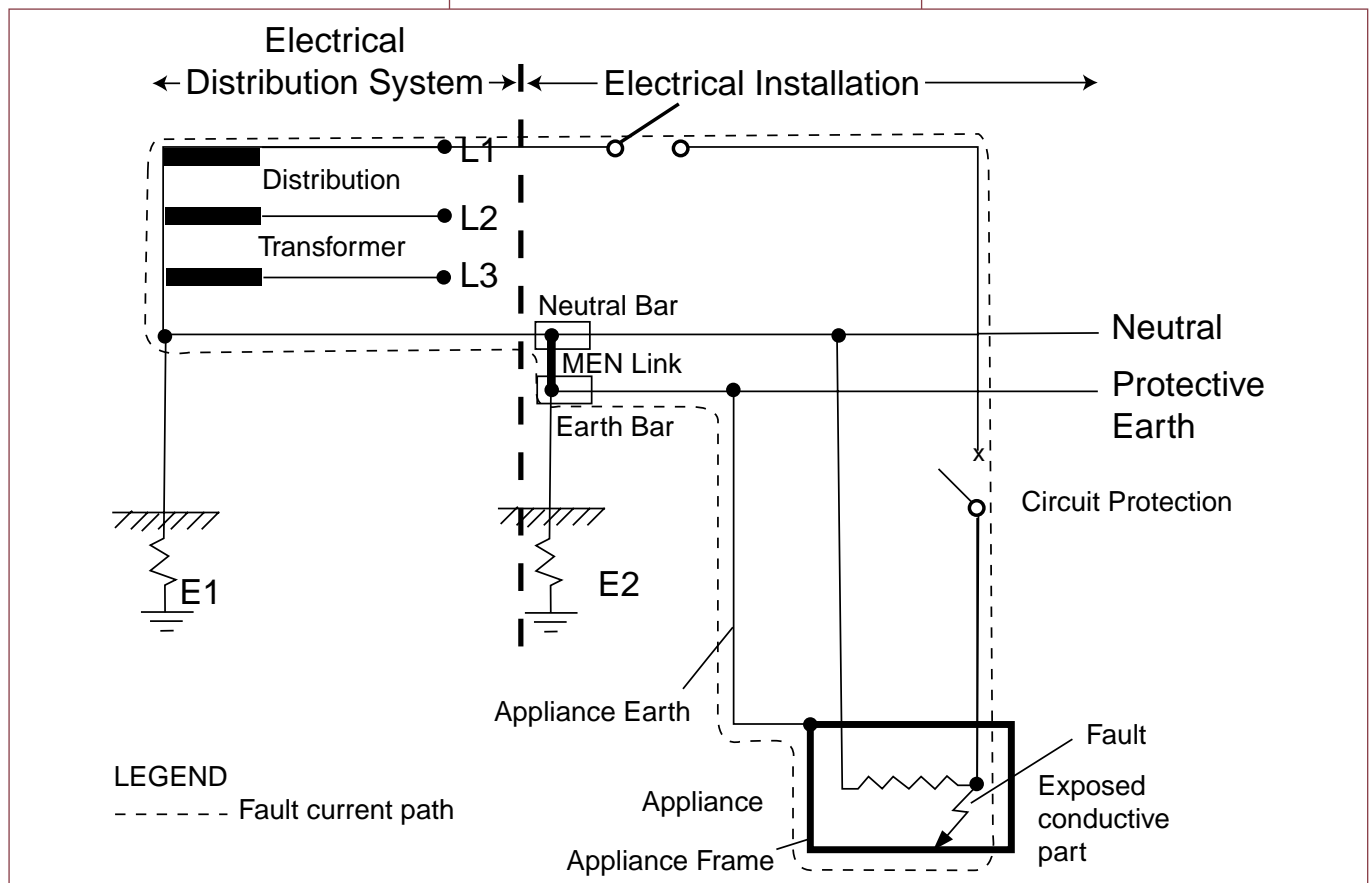 Electrical
Distribution System
Electrical Installation
L1
Distribution
L2
Transformer
L3
Neutral Bar
Neutral
MEN Link
Protective
Earth
Earth Bar
x
Circuit Protection
E1
E2
Appliance Earth
Fault
LEGEND
Fault current path
Appliance
Exposed
conductive
part
Appliance Frame